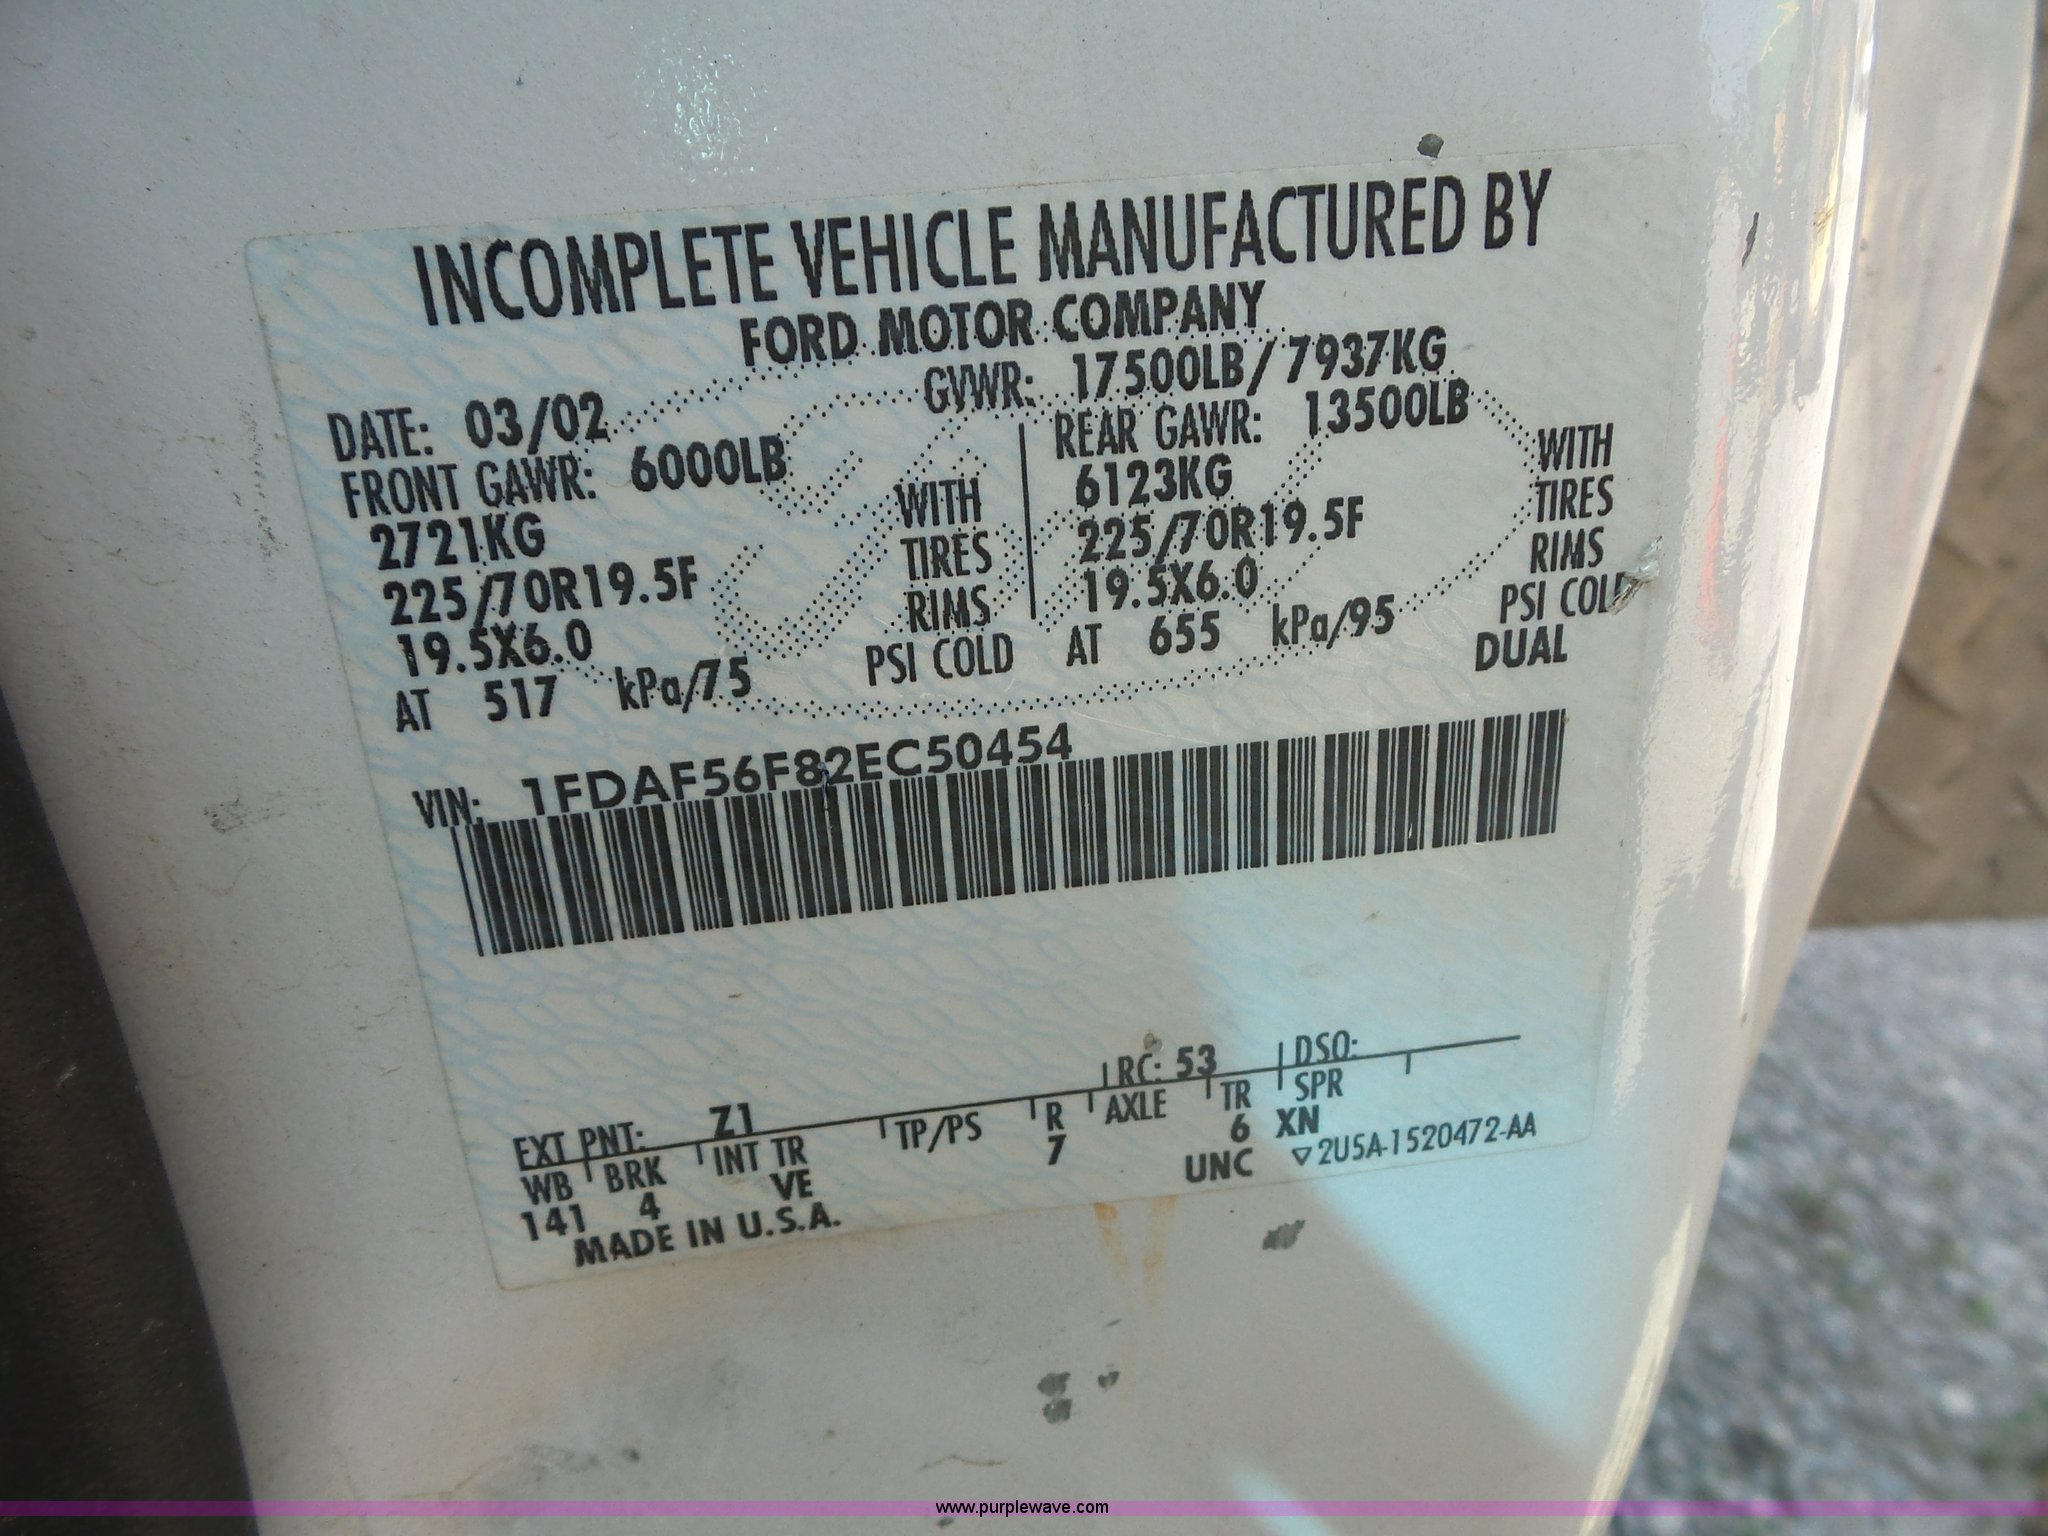 INCOMPLETE VEHICLE MANUFACTURED BY
FORD MOTOR COMPANY
DATE: 03/02 GVWR: 17500LB/7937KG
FRONT GAWR: 6000LB REAR GAWR: 13500LB
2721KG WITH 6123KG WITH
225/70R19.5F TIRES 225/70R19.5F TIRES
19.5X6.0 RIMS 19.5X6.0 RIMS
AT 517 kPa/75 PSI COLD AT 655 kPa/95 PSI COLD
DUAL
VIN: 1FDAF56F82EC50454
EXT PNT: Z1 RC: 53 DSO:
WB BRK INT TR TP/PS R AXLE TR SPR
141 4 VE 7 6 XN
MADE IN U.S.A. UNC ▽2U5A-1520472-AA
www.purplewave.com